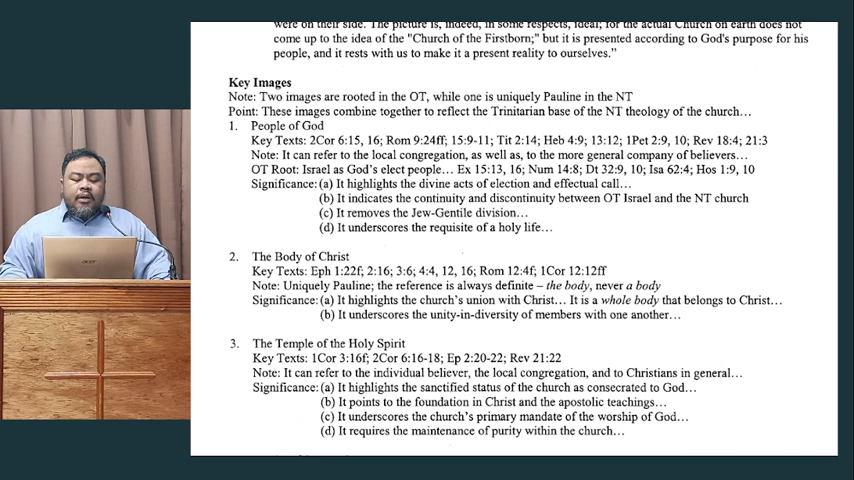 were on their side. The picture is, indeed, in some respects, ideal; for the actual Church on earth does not
come up to the idea of the "Church of the Firstborn;" but it is presented according to God's purpose for his
people, and it rests with us to make it a present reality to ourselves."
Key Images
Note: Two images are rooted in the OT, while one is uniquely Pauline in the NT
Point: These images combine together to reflect the Trinitarian base of the NT theology of the church…
1. People of God
Key Texts: 2Cor 6:15, 16; Rom 9:24ff; 15:9-11; Tit 2:14; Heb 4:9; 13:12; 1Pet 2:9, 10; Rev 18:4; 21:3
Note: It can refer to the local congregation, as well as, to the more general company of believers…
OT Root: Israel as God's elect people… Ex 15:13, 16; Num 14:8; Dt 32:9, 10; Isa 62:4; Hos 1:9, 10
Significance: (a) It highlights the divine acts of election and effectual call…
(b) It indicates the continuity and discontinuity between OT Israel and the NT church
(c) It removes the Jew-Gentile division…
(d) It underscores the requisite of a holy life…
2. The Body of Christ
Key Texts: Eph 1:22f; 2:16; 3:6; 4:4, 12, 16; Rom 12:4f; 1Cor 12:12ff
Note: Uniquely Pauline; the reference is always definite – the body, never a body
Significance: (a) It highlights the church's union with Christ… It is a whole body that belongs to Christ…
(b) It underscores the unity-in-diversity of members with one another…
3. The Temple of the Holy Spirit
Key Texts: 1Cor 3:16f; 2Cor 6:16-18; Ep 2:20-22; Rev 21:22
Note: It can refer to the individual believer, the local congregation, and to Christians in general…
Significance: (a) It highlights the sanctified status of the church as consecrated to God…
(b) It points to the foundation in Christ and the apostolic teachings…
(c) It underscores the church's primary mandate of the worship of God…
(d) It requires the maintenance of purity within the church…
acer